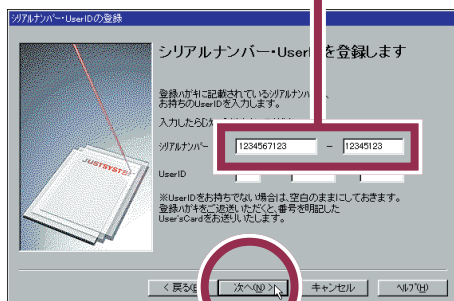 シリアルナンバー・UserIDの登録
シリアルナンバー・User を登録します
登録ハガキに記載されているシリアルナンバ
お持ちのUserIDを入力します。
入力したら[次
シリアルナンバー 1234567123 - 12345123
UserID
※UserIDをお持ちでない場合は、空白のままにしておきます。
登録ハガキをご返送いただくと、番号を明記した
User'sCardをお送りいたします。
JUSTSYSTE
< 戻る(B 次へ(N) > キャンセル ヘルプ(H)